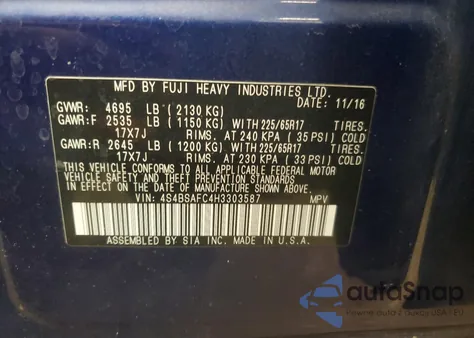 MFD BY FUJI HEAVY INDUSTRIES LTD.
DATE: 11/16
GVWR: 4695 LB ( 2130 KG)
GAWR:F 2535 LB ( 1150 KG) WITH 225/65R17 TIRES.
17X7J RIMS. AT 240 KPA ( 35 PSI) COLD
GAWR:R 2645 LB ( 1200 KG) WITH 225/65R17 TIRES.
17X7J RIMS. AT 230 KPA ( 33 PSI) COLD
THIS VEHICLE CONFORMS TO ALL APPLICABLE FEDERAL MOTOR
VEHICLE SAFETY, BUMPER, AND THEFT PREVENTION STANDARDS
IN EFFECT ON THE DATE OF MANUFACTURE SHOWN ABOVE.
VIN: 4S4BSAFC4H3303587 MPV
ASSEMBLED BY SIA INC. MADE IN U.S.A.
autoSnap